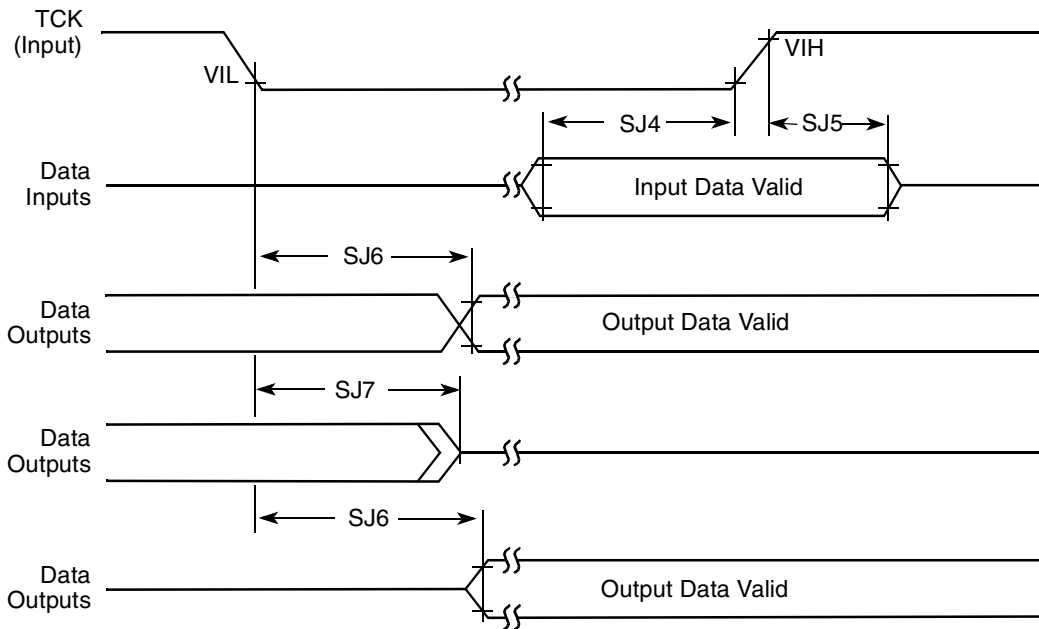 TCK
(Input)
VIL
VIH
SJ4
SJ5
Data
Inputs
Input Data Valid
SJ6
Data
Outputs
Output Data Valid
SJ7
Data
Outputs
SJ6
Data
Outputs
Output Data Valid